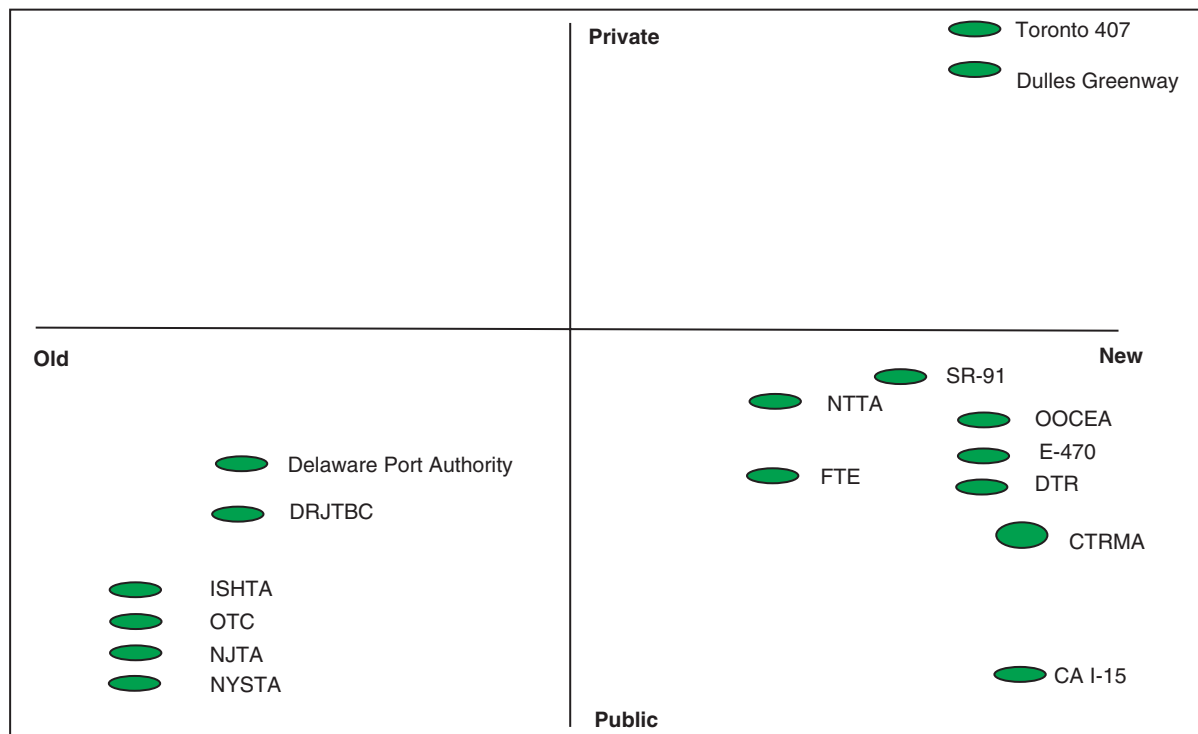 Private
Toronto 407
Dulles Greenway
Old
New
SR-91
NTTA
OOCEA
E-470
Delaware Port Authority
FTE
DTR
DRJTBC
CTRMA
ISHTA
OTC
NJTA
CA I-15
NYSTA
Public